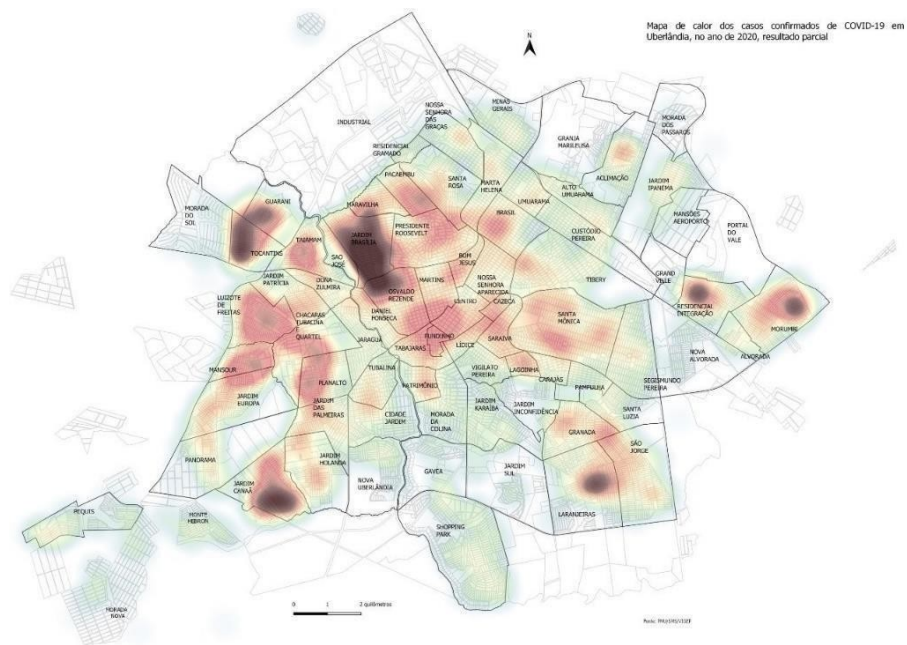 Mapa de calor dos casos confirmados de COVID-19 em
Uberlândia, no ano de 2020, resultado parcial
N
MINAS
GERAIS
NOSSA
SENHORA
DAS
GRAÇAS
INDUSTRIAL
MORADA
DOS
PÁSSAROS
GRANJA
MARILEUSA
RESIDENCIAL
GRAMADO
PACAEMBU
SANTA
ROSA
MARTA
HELENA
ACLIMAÇÃO
ALTO
UMUARAMA
JARDIM
IPANEMA
MORADA
DO
SOL
GUARANI
MARAVILHA
UMUARAMA
MANSÕES
AEROPORTO
PRESIDENTE
ROOSEVELT
BRASIL
PORTAL
DO
VALE
JARDIM
BRASÍLIA
CUSTÓDIO
PEREIRA
TAIAMAM
TOCANTINS
SAO
JOSÉ
BOM
JESUS
JARDIM
PATRÍCIA
DONA
ZULMIRA
MARTINS
NOSSA
SENHORA
APARECIDA
TIBERY
GRAND
VILLE
OSVALDO
REZENDE
RESIDENCIAL
INTEGRAÇÃO
LUIZOTE
DE
FREITAS
CHÁCARAS
TUBALINA
QUARTEL
DANIEL
FONSECA
CENTRO
CAZECA
SANTA
MÔNICA
MORUMBI
JARAGUÁ
TABAJARAS
FUNDINHO
LÍDICE
SARAIVA
NOVA
ALVORADA
ALVORADA
MANSOUR
TUBALINA
VIGILATO
PEREIRA
LAGOINHA
CARAJÁS
PAMPULHA
SEGISMUNDO
PEREIRA
PLANALTO
PATRIMÔNIO
JARDIM
EUROPA
JARDIM
DAS
PALMEIRAS
CIDADE
JARDIM
MORADA
DA
COLINA
JARDIM
KARAÍBA
JARDIM
INCONFIDÊNCIA
SANTA
LUZIA
GRANADA
SÃO
JORGE
PANORAMA
JARDIM
HOLANDA
JARDIM
CANAÃ
NOVA
UBERLÂNDIA
GAVÉA
JARDIM
SUL
LARANJEIRAS
PEQUIS
MONTE
HEBRON
SHOPPING
PARK
MORADA
NOVA
0 1 2 quilômetros